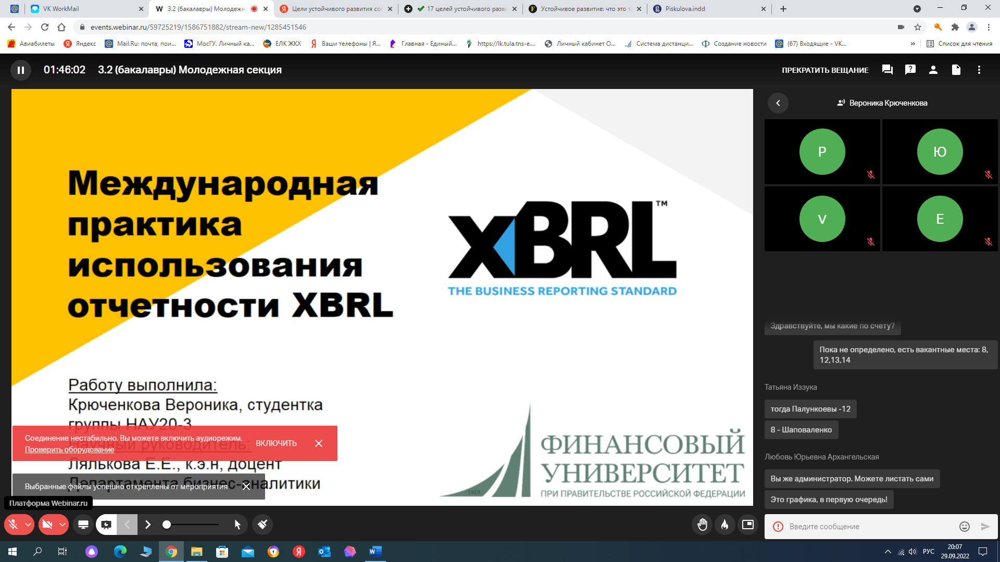 VK WorkMail
3.2 (бакалавры) Молодежна
Цели устойчивого развития сог
17 целей устойчивого разви
Устойчивое развитие: что это та
Piskulova.indd
events.webinar.ru/59725219/1586751882/stream-new/1285451546
Авиабилеты
Яндекс
Mail.Ru: почта, пои...
МосГУ. Личный ка...
ЕЛК ЖКХ
Ваши телефоны | Я...
Главная - Единый...
https://lk.tula.tns-e....
Личный кабинет О...
Система дистанци...
Создание новости
(67) Входящие - VK...
»
Список для чтения
01:46:02
3.2 (бакалавры) Молодежная секция
ПРЕКРАТИТЬ ВЕЩАНИЕ
Международная
практика
использования
отчетности XBRL
XBRL™
THE BUSINESS REPORTING STANDARD
Работу выполнила:
Крюченкова Вероника, студентка
группы НАУ20-3
Научный руководитель:
Лялькова Е.Е., к.э.н, доцент
Департамента бизнес-аналитики
1919
ФИНАНСОВЫЙ
УНИВЕРСИТЕТ
ПРИ ПРАВИТЕЛЬСТВЕ РОССИЙСКОЙ ФЕДЕРАЦИИ
Соединение нестабильно. Вы можете включить аудиорежим.
Проверить оборудование
ВКЛЮЧИТЬ
Выбранные файлы успешно откреплены от мероприятия
Платформа Webinar.ru
Вероника Крюченкова
P
Ю
V
E
Здравствуйте, мы какие по счету?
Пока не определено, есть вакантные места: 8,
12,13,14
Татьяна Иззука
тогда Палункоевы -12
8 - Шаповаленко
Любовь Юрьевна Архангельская
Вы же администратор. Можете листать сами
Это графика, в первую очередь!
Введите сообщение
РУС
20:07
29.09.2022